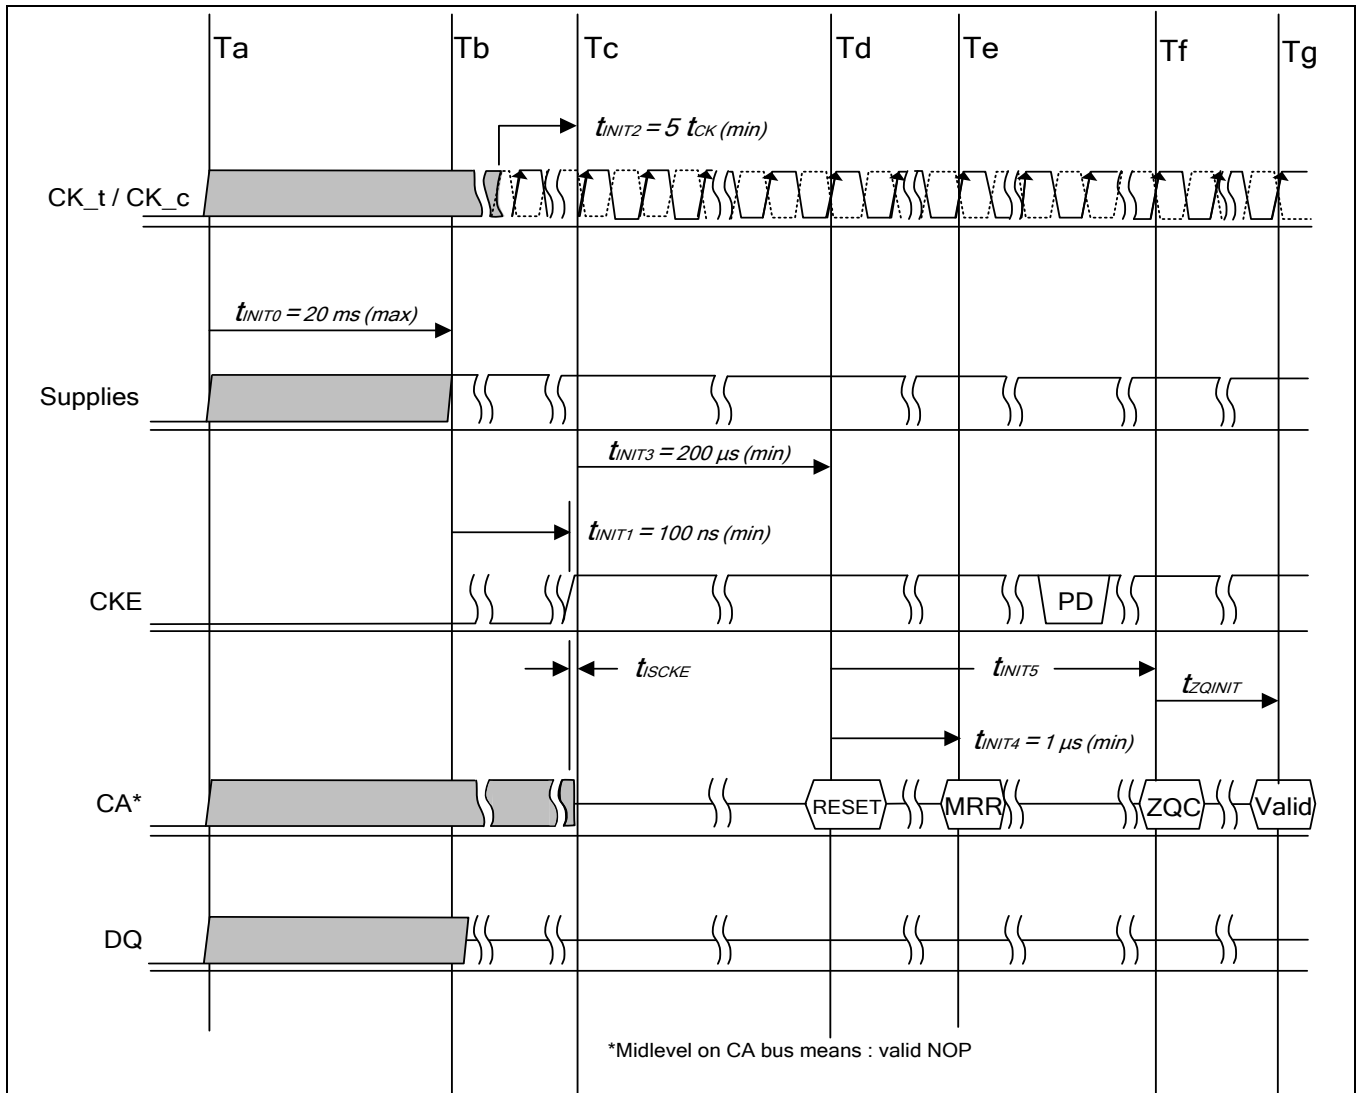 Ta Tb Tc Td Te Tf Tg
tINIT2 = 5 tCK (min)
CK_t / CK_c
tINIT0 = 20 ms (max)
Supplies
tINIT3 = 200 µs (min)
tINIT1 = 100 ns (min)
CKE
PD
tISCKE
tINIT5
tZQINIT
tINIT4 = 1 µs (min)
CA*
RESET MRR ZQC Valid
DQ
*Midlevel on CA bus means : valid NOP